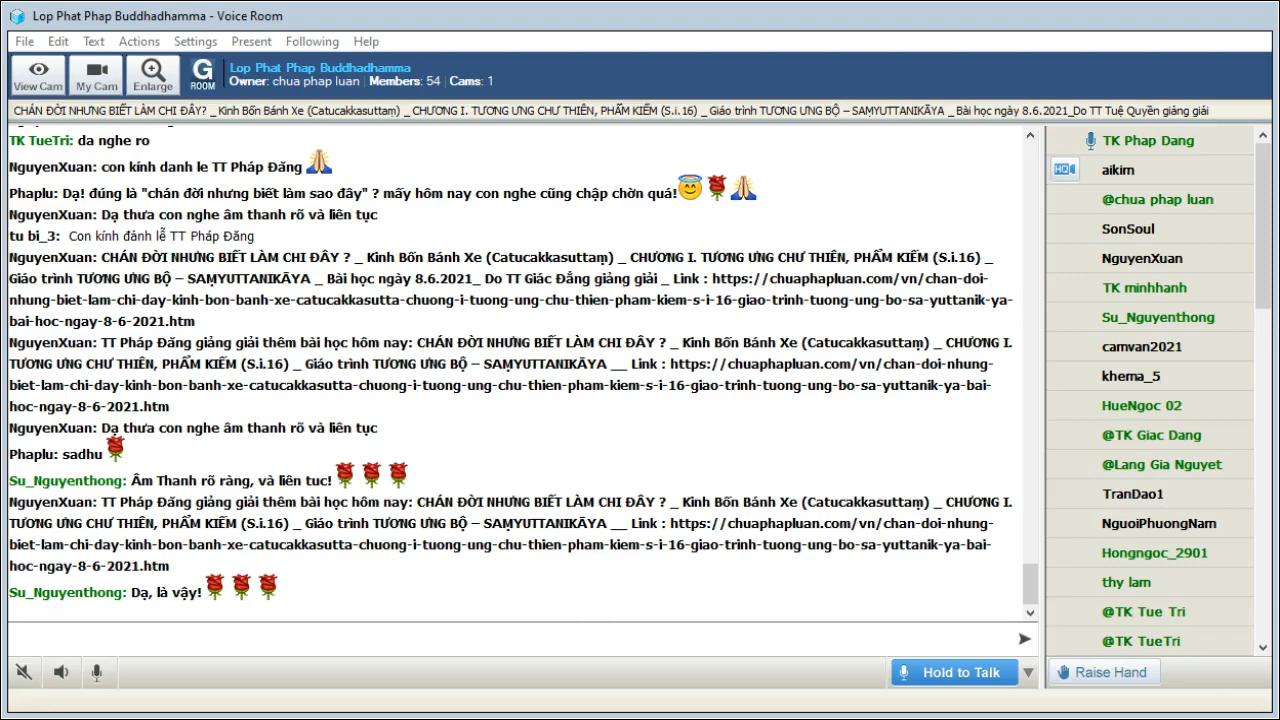 Lop Phat Phap Buddhadhamma - Voice Room
File Edit Text Actions Settings Present Following Help
View Cam My Cam Enlarge G ROOM
Lop Phat Phap Buddhadhamma
Owner: chua phap luan Members: 54 Cams: 1
CHÁN ĐỜI NHƯNG BIẾT LÀM CHI ĐÂY? _ Kinh Bốn Bánh Xe (Catucakkasuttaṃ) _ CHƯƠNG I. TƯƠNG ƯNG CHƯ THIÊN, PHẨM KIẾM (S.i.16) _ Giáo trình TƯƠNG ƯNG BỘ – SAṂYUTTANIKĀYA _ Bài học ngày 8.6.2021_Do TT Tuệ Quyền giảng giải
TK TueTri: da nghe ro
NguyenXuan: con kính danh le TT Pháp Đăng
Phaplu: Dạ! đúng là "chán đời nhưng biết làm sao đây" ? mấy hôm nay con nghe cũng chập chờn quá!
NguyenXuan: Dạ thưa con nghe âm thanh rõ và liên tục
tu bi_3: Con kính đảnh lễ TT Pháp Đăng
NguyenXuan: CHÁN ĐỜI NHƯNG BIẾT LÀM CHI ĐÂY ? _ Kinh Bốn Bánh Xe (Catucakkasuttaṃ) _ CHƯƠNG I. TƯƠNG ƯNG CHƯ THIÊN, PHẨM KIẾM (S.i.16) _
Giáo trình TƯƠNG ƯNG BỘ – SAṂYUTTANIKĀYA _ Bài học ngày 8.6.2021_ Do TT Giác Đẳng giảng giải _ Link : https://chuaphapluan.com/vn/chan-doi-
nhung-biet-lam-chi-day-kinh-bon-banh-xe-catucakkasutta-chuong-i-tuong-ung-chu-thien-pham-kiem-s-i-16-giao-trinh-tuong-ung-bo-sa-yuttanik-ya-
bai-hoc-ngay-8-6-2021.htm
NguyenXuan: TT Pháp Đăng giảng giải thêm bài học hôm nay: CHÁN ĐỜI NHƯNG BIẾT LÀM CHI ĐÂY ? _ Kinh Bốn Bánh Xe (Catucakkasuttaṃ) _ CHƯƠNG I.
TƯƠNG ƯNG CHƯ THIÊN, PHẨM KIẾM (S.i.16) _ Giáo trình TƯƠNG ƯNG BỘ – SAṂYUTTANIKĀYA __ Link : https://chuaphapluan.com/vn/chan-doi-nhung-
biet-lam-chi-day-kinh-bon-banh-xe-catucakkasutta-chuong-i-tuong-ung-chu-thien-pham-kiem-s-i-16-giao-trinh-tuong-ung-bo-sa-yuttanik-ya-bai-
hoc-ngay-8-6-2021.htm
NguyenXuan: Dạ thưa con nghe âm thanh rõ và liên tục
Phaplu: sadhu
Su_Nguyenthong: Âm Thanh rõ ràng, và liên tuc!
NguyenXuan: TT Pháp Đăng giảng giải thêm bài học hôm nay: CHÁN ĐỜI NHƯNG BIẾT LÀM CHI ĐÂY ? _ Kinh Bốn Bánh Xe (Catucakkasuttaṃ) _ CHƯƠNG I.
TƯƠNG ƯNG CHƯ THIÊN, PHẨM KIẾM (S.i.16) _ Giáo trình TƯƠNG ƯNG BỘ – SAṂYUTTANIKĀYA __ Link : https://chuaphapluan.com/vn/chan-doi-nhung-
biet-lam-chi-day-kinh-bon-banh-xe-catucakkasutta-chuong-i-tuong-ung-chu-thien-pham-kiem-s-i-16-giao-trinh-tuong-ung-bo-sa-yuttanik-ya-bai-
hoc-ngay-8-6-2021.htm
Su_Nguyenthong: Dạ, là vậy!
Hold to Talk
TK Phap Dang
HQ
aikim
@chua phap luan
SonSoul
NguyenXuan
TK minhhanh
Su_Nguyenthong
camvan2021
khema_5
HueNgoc 02
@TK Giac Dang
@Lang Gia Nguyet
TranDao1
NguoiPhuongNam
Hongngoc_2901
thy lam
@TK Tue Tri
@TK TueTri
Raise Hand